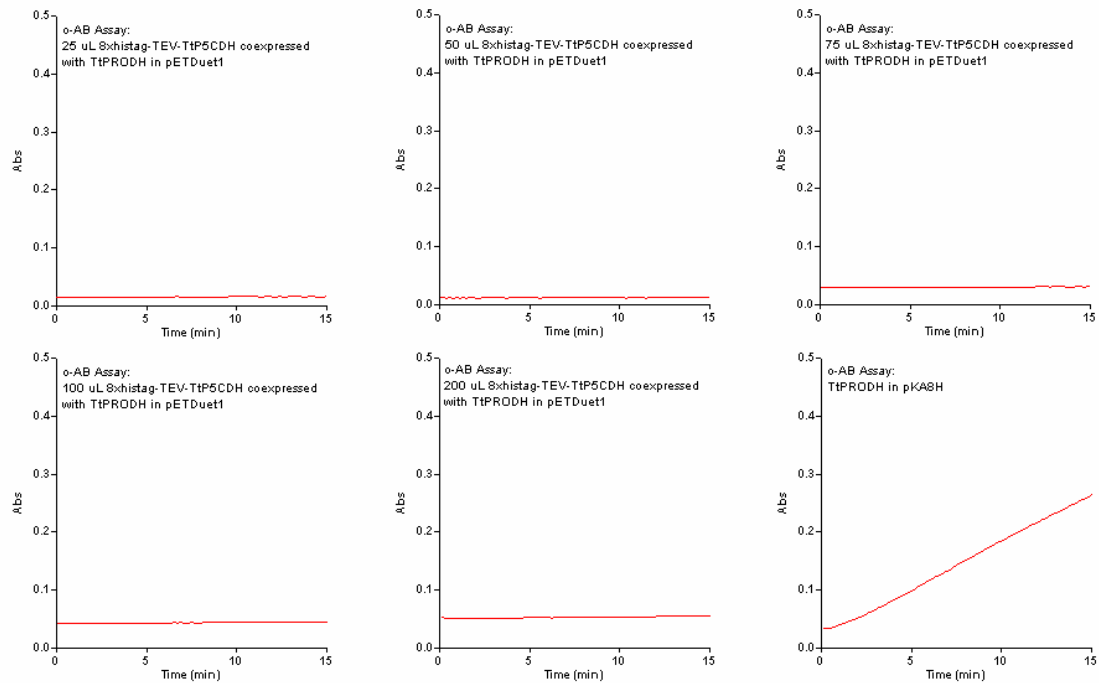 0.5
o-AB Assay:
25 uL 8xhistag-TEV-TtP5CDH coexpressed
with TtPRODH in pETDuet1
0.4
0.3
Abs
0.2
0.1
0.0
0 5 10 15
Time (min)
0.5
o-AB Assay:
50 uL 8xhistag-TEV-TtP5CDH coexpressed
with TtPRODH in pETDuet1
0.4
0.3
Abs
0.2
0.1
0.0
0 5 10 15
Time (min)
0.5
o-AB Assay:
75 uL 8xhistag-TEV-TtP5CDH coexpressed
with TtPRODH in pETDuet1
0.4
0.3
Abs
0.2
0.1
0.0
0 5 10 15
Time (min)
0.5
o-AB Assay:
100 uL 8xhistag-TEV-TtP5CDH coexpressed
with TtPRODH in pETDuet1
0.4
0.3
Abs
0.2
0.1
0.0
0 5 10 15
Time (min)
0.5
o-AB Assay:
200 uL 8xhistag-TEV-TtP5CDH coexpressed
with TtPRODH in pETDuet1
0.4
0.3
Abs
0.2
0.1
0.0
0 5 10 15
Time (min)
0.5
o-AB Assay:
TtPRODH in pKA8H
0.4
0.3
Abs
0.2
0.1
0.0
0 5 10 15
Time (min)